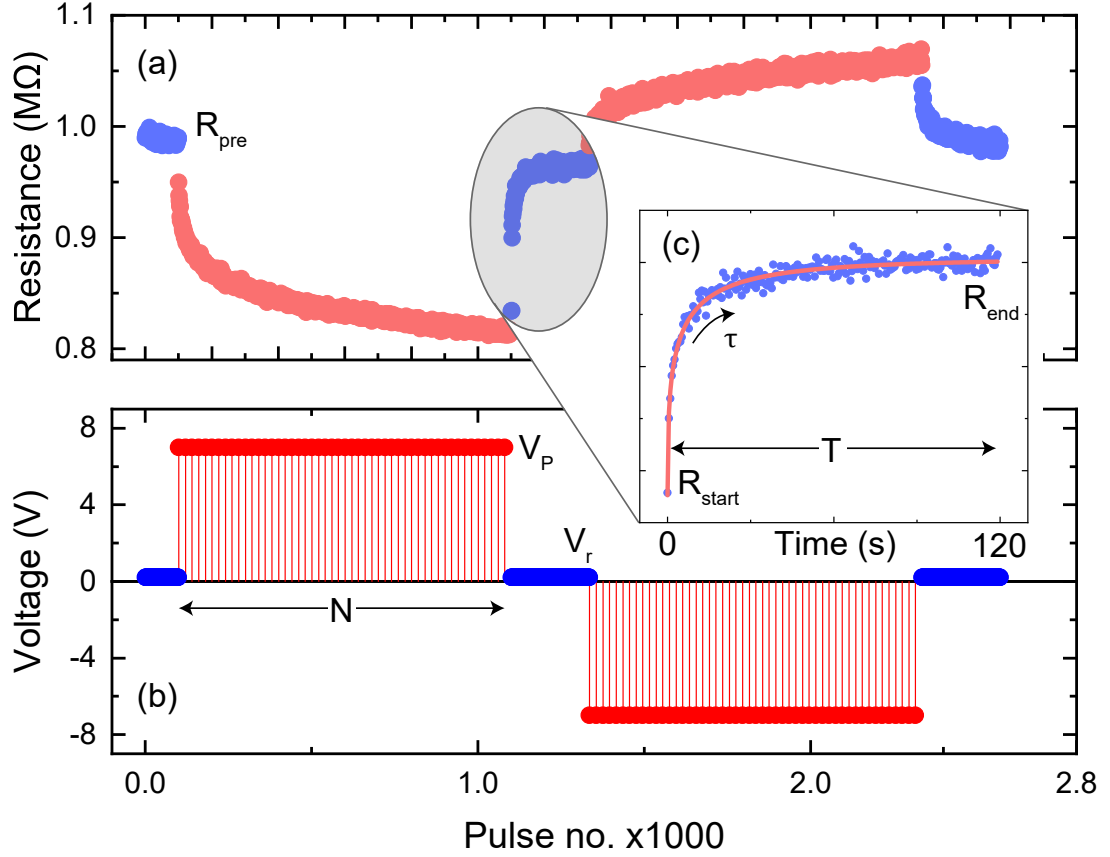 1.1
(a)
Resistance (MΩ)
R_pre
1.0
0.9
0.8
(c)
R_end
τ
T
R_start
0
Time (s)
120
8
V_P
4
Voltage (V)
V_r
0
N
-4
(b)
-8
0.0
1.0
2.0
2.8
Pulse no. x1000